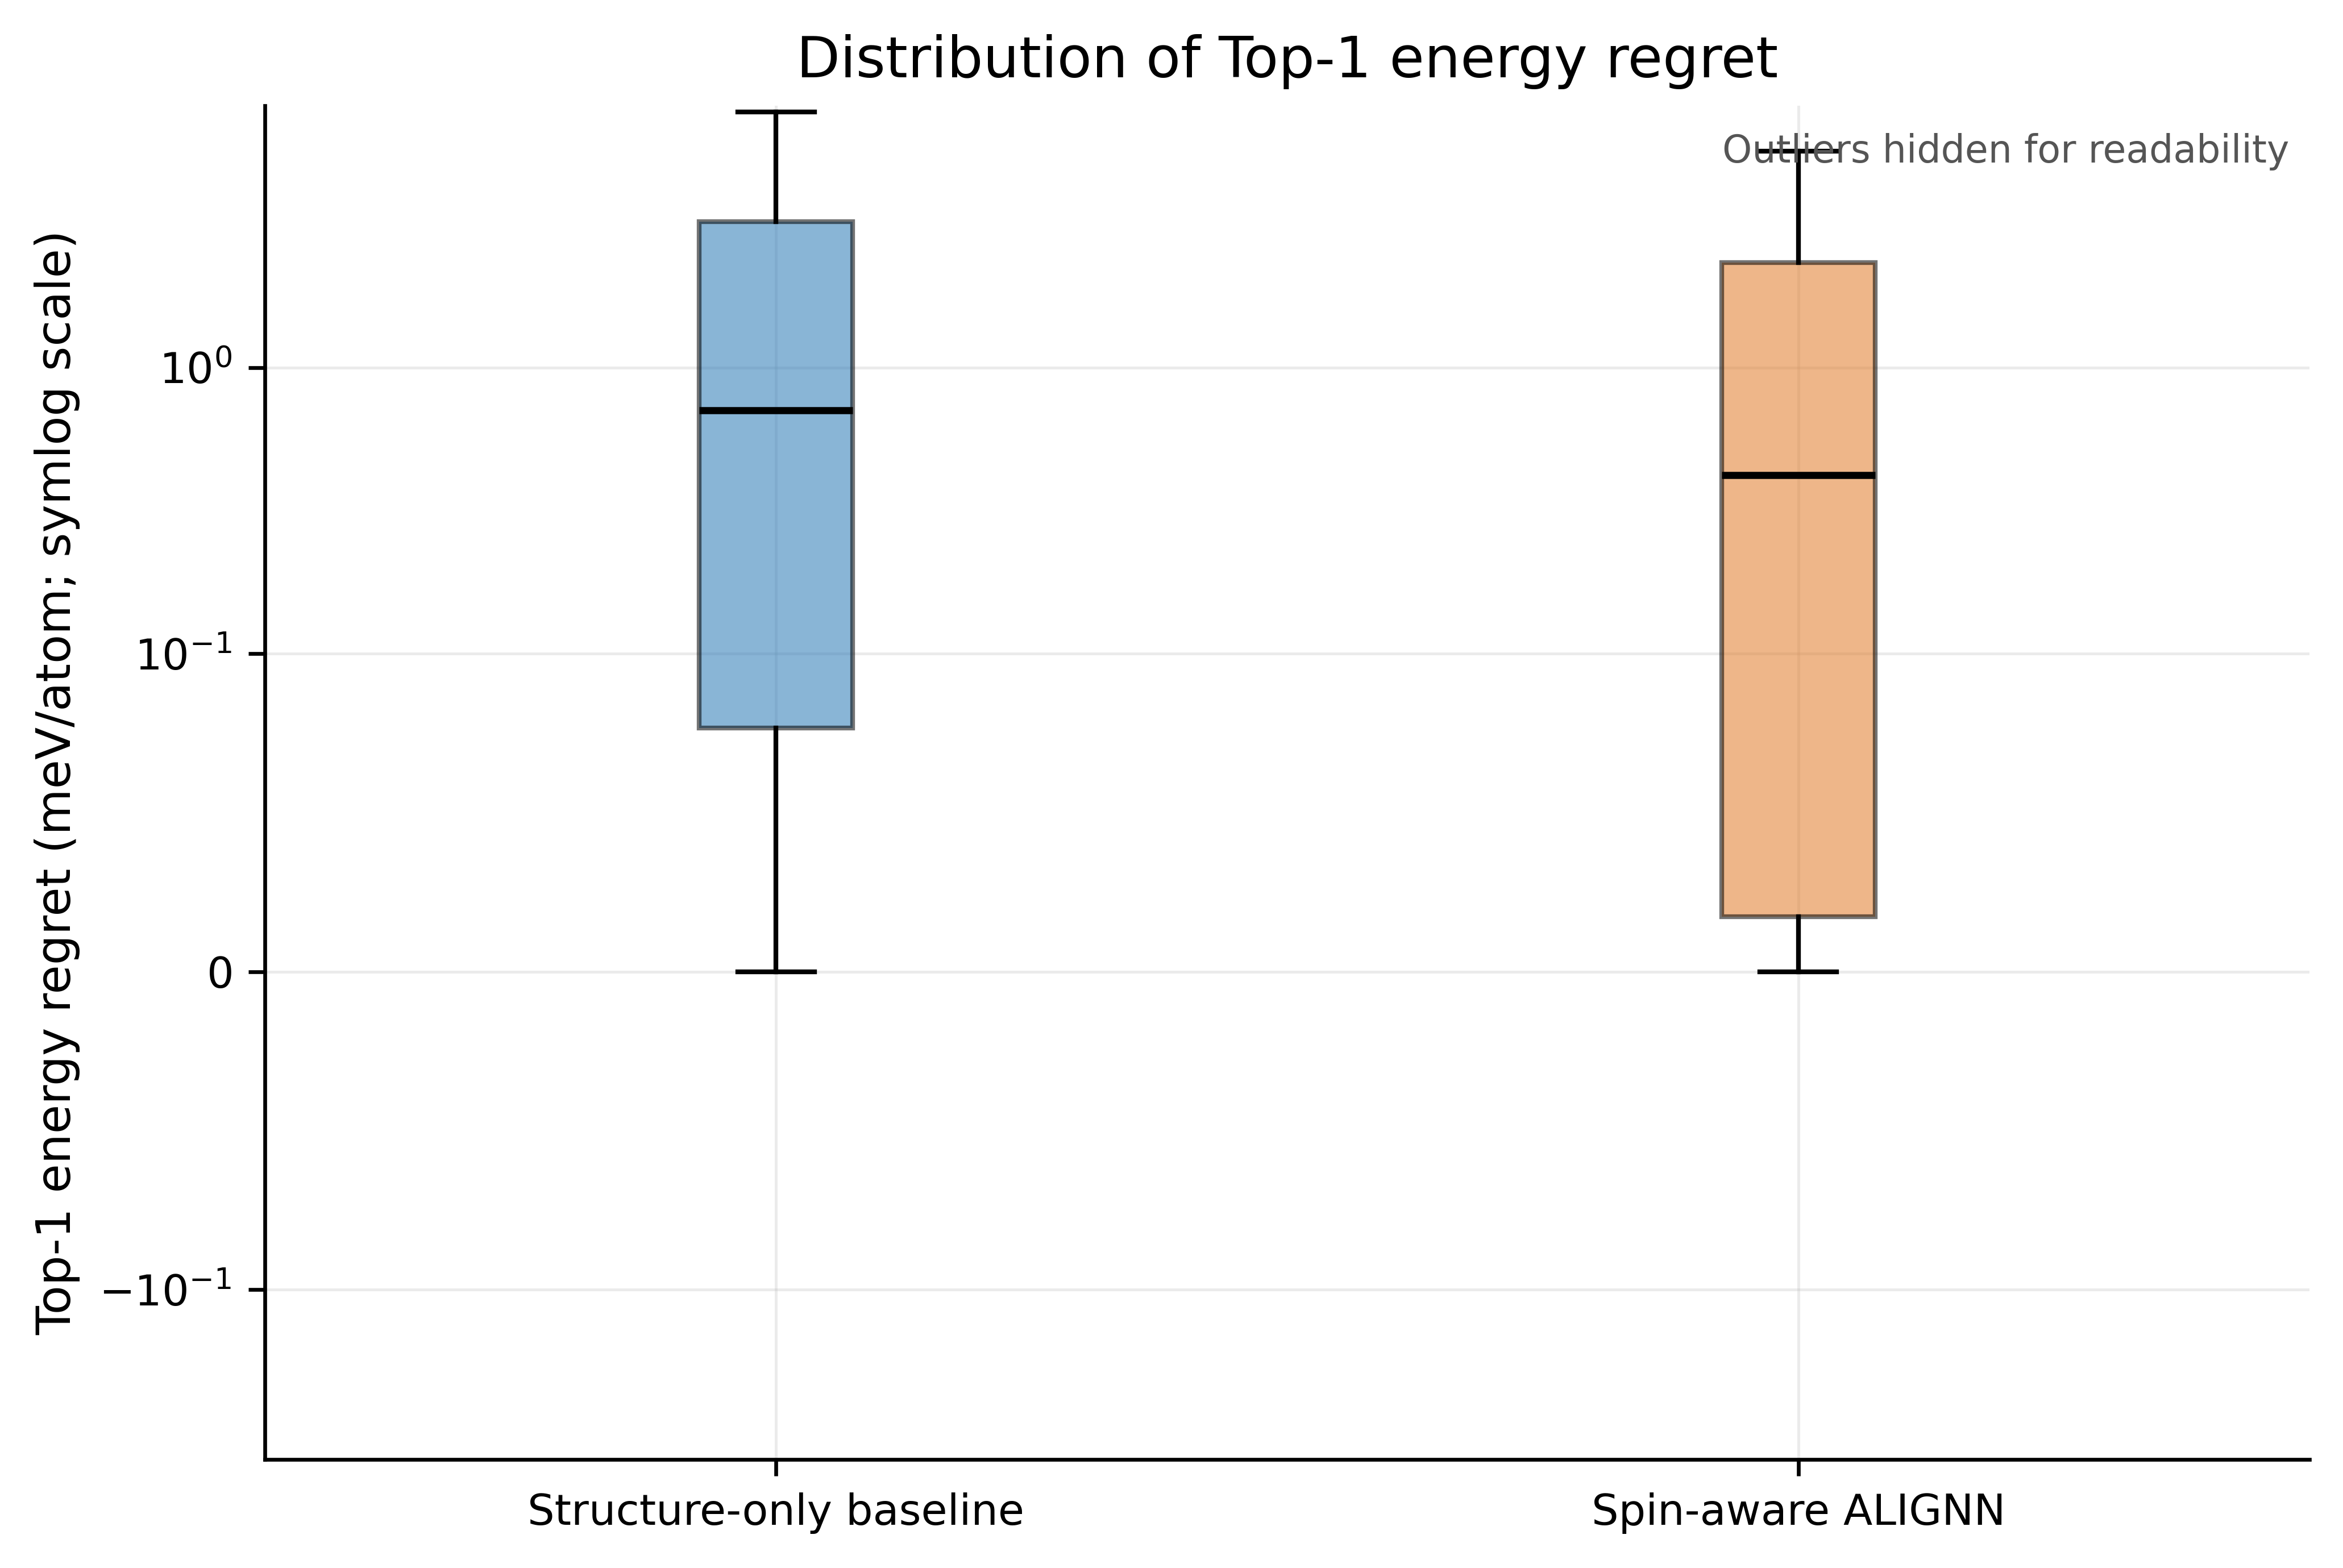 Distribution of Top-1 energy regret
Outliers hidden for readability
Top-1 energy regret (meV/atom; symlog scale)
10⁰
10⁻¹
0
−10⁻¹
Structure-only baseline
Spin-aware ALIGNN